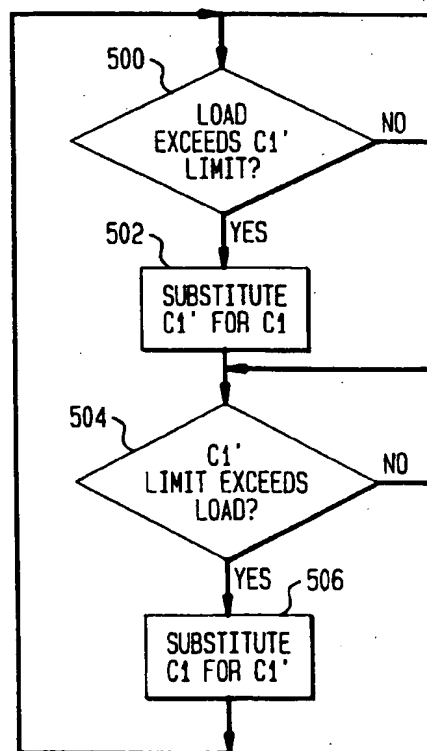 500
LOAD
EXCEEDS C1'
LIMIT?
NO
YES
502
SUBSTITUTE
C1' FOR C1
504
C1'
LIMIT EXCEEDS
LOAD?
NO
YES
506
SUBSTITUTE
C1 FOR C1'